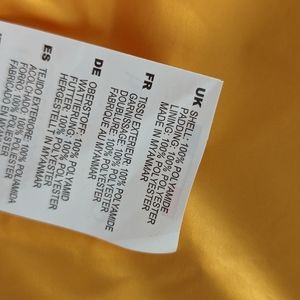 UK
SHELL: 100% POLYAMIDE
PADDING: 100% POLYESTER
LINING: 100% POLYESTER
MADE IN MYANMAR
FR
TISSU EXTERIEUR: 100% POLYAMIDE
GARNISSAGE: 100% POLYESTER
DOUBLURE: 100% POLYESTER
FABRIQUE AU MYANMAR
DE
OBERSTOFF: 100% POLYAMID
FUTTERUNG: 100% POLYESTER
FUTTER: 100% POLYESTER
HERGESTELLT IN MYANMAR
ES
TEJIDO EXTERIOR: 100% POLIAMIDA
ACOLCHADO: 100% POLIESTER
FORRO: 100% POLIESTER
FABRICADO EN MYANMAR